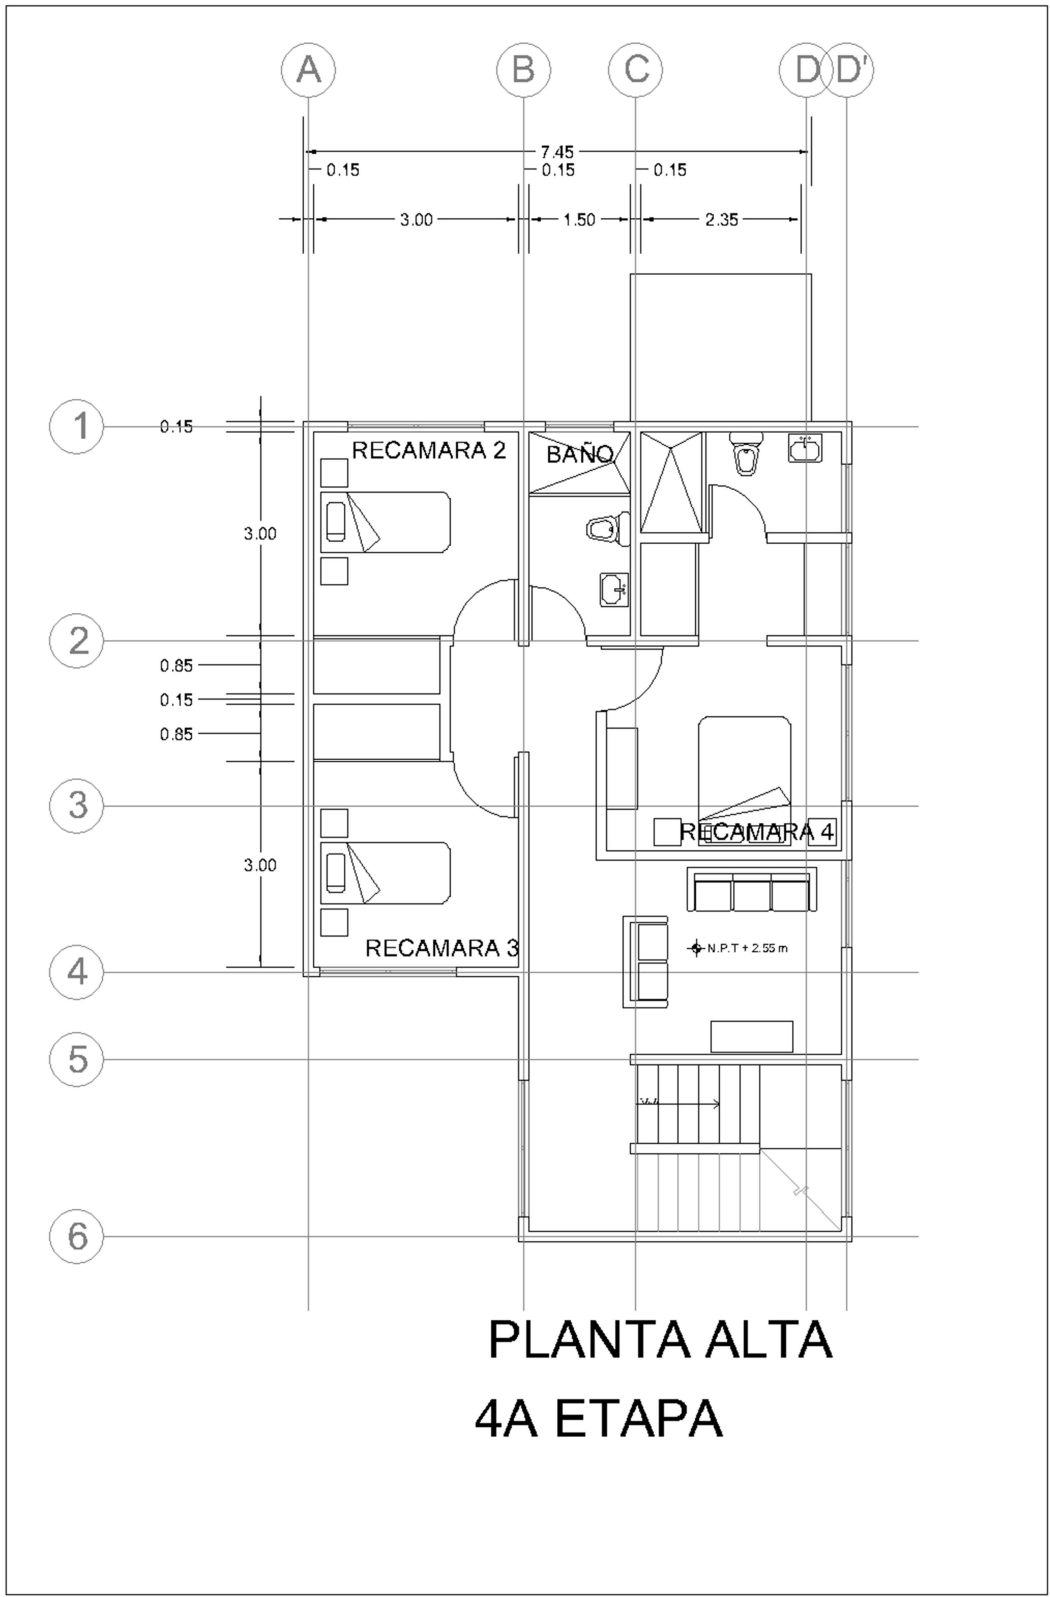 A B C D D'
7.45
0.15 0.15 0.15
3.00 1.50 2.35
1
0.15
RECAMARA 2
BAÑO
3.00
2
0.85
0.15
0.85
3
RECAMARA 4
3.00
RECAMARA 3
N.P.T + 2.55 m
4
5
6
PLANTA ALTA
4A ETAPA